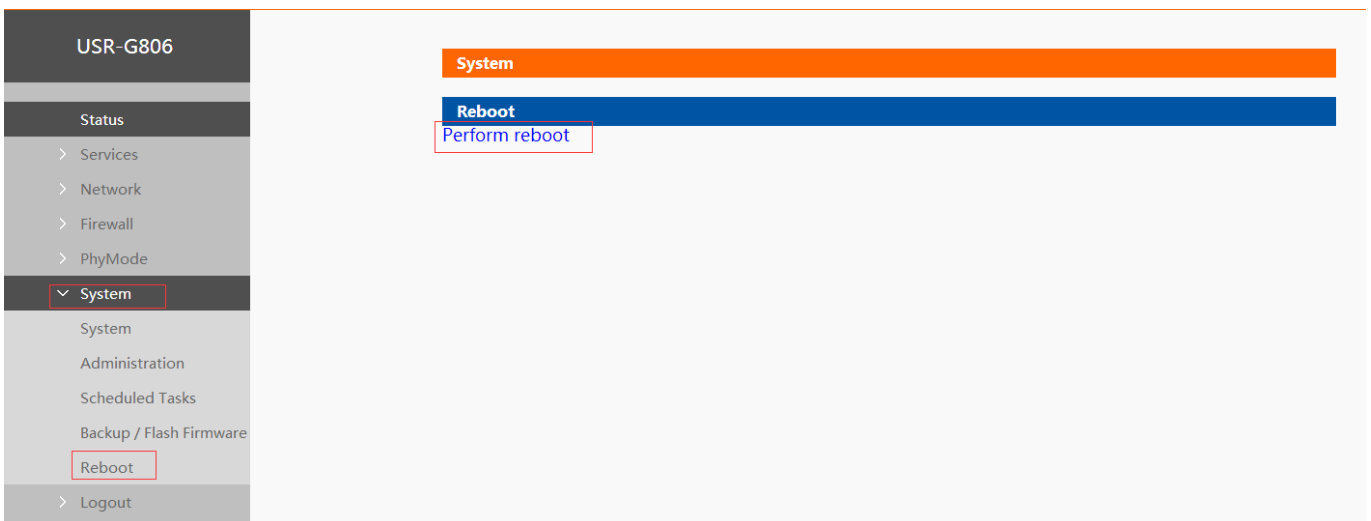 USR-G806
Status
Services
Network
Firewall
PhyMode
System
System
Administration
Scheduled Tasks
Backup / Flash Firmware
Reboot
Logout
System
Reboot
Perform reboot